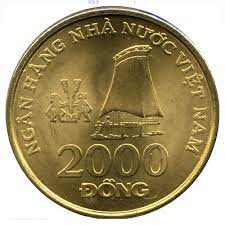 NGÂN HÀNG NHÀ NƯỚC VIỆT NAM
2000
ĐỒNG